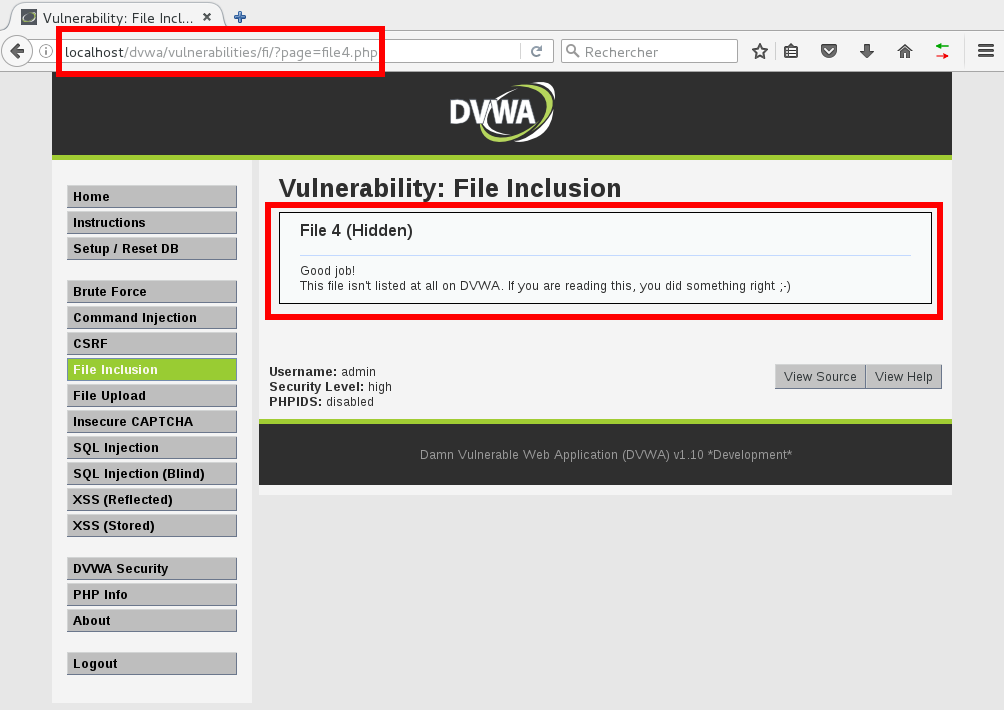 Vulnerability: File Incl...
localhost/dvwa/vulnerabilities/fi/?page=file4.php
Rechercher
DVWA
Home
Instructions
Setup / Reset DB
Brute Force
Command Injection
CSRF
File Inclusion
File Upload
Insecure CAPTCHA
SQL Injection
SQL Injection (Blind)
XSS (Reflected)
XSS (Stored)
DVWA Security
PHP Info
About
Logout
Vulnerability: File Inclusion
File 4 (Hidden)
Good job!
This file isn't listed at all on DVWA. If you are reading this, you did something right ;-)
Username: admin
Security Level: high
PHPIDS: disabled
View Source
View Help
Damn Vulnerable Web Application (DVWA) v1.10 *Development*